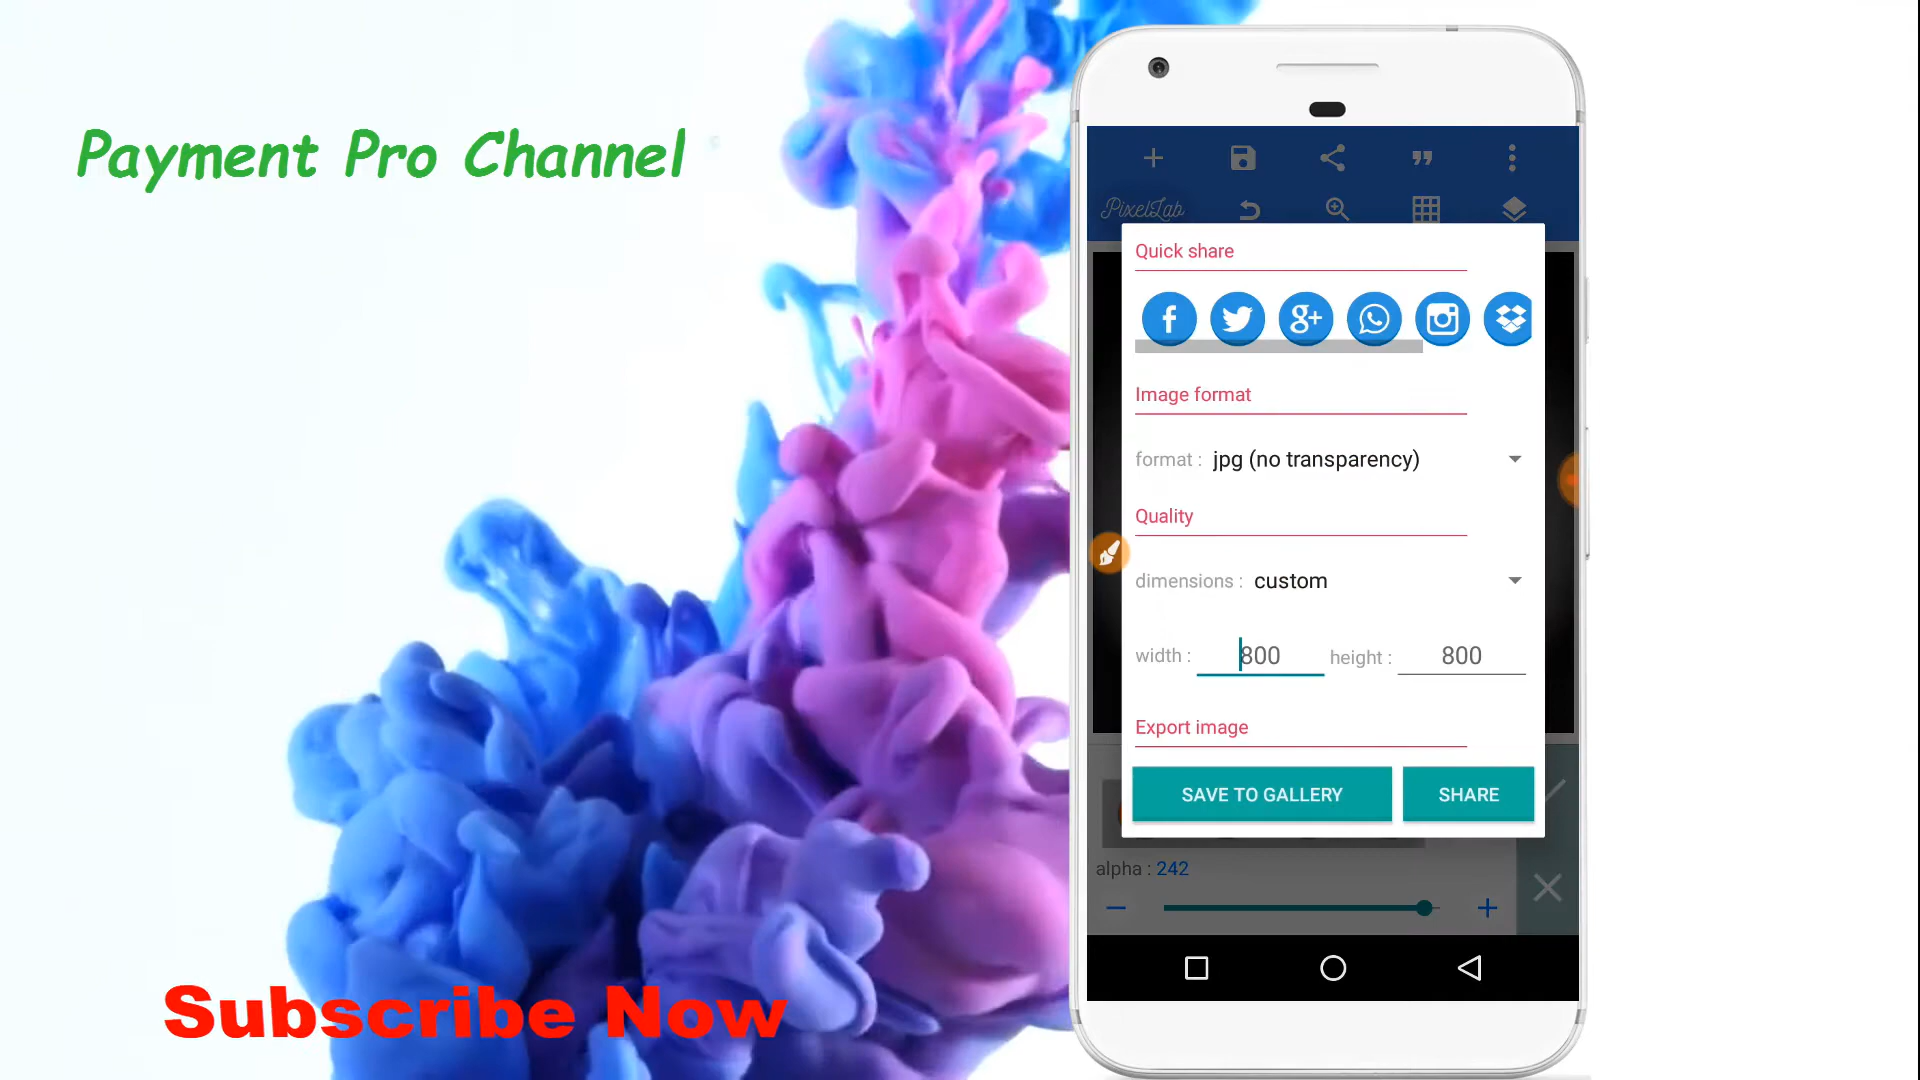 Payment Pro Channel
Subscribe Now
PixelLab
Quick share
f
g+
Image format
format : jpg (no transparency)
Quality
dimensions : custom
width : 800 height : 800
Export image
SAVE TO GALLERY SHARE
alpha : 242